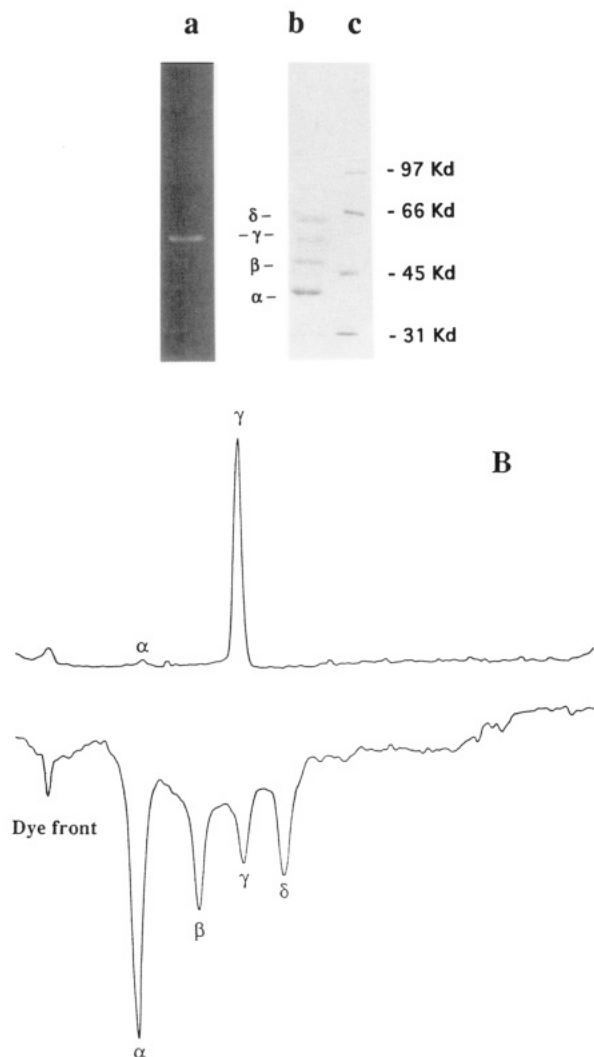 a b c
- 97 Kd
δ - - 66 Kd
- γ -
β - - 45 Kd
α -
- 31 Kd
γ
B
α
Dye front
γ
δ
β
α